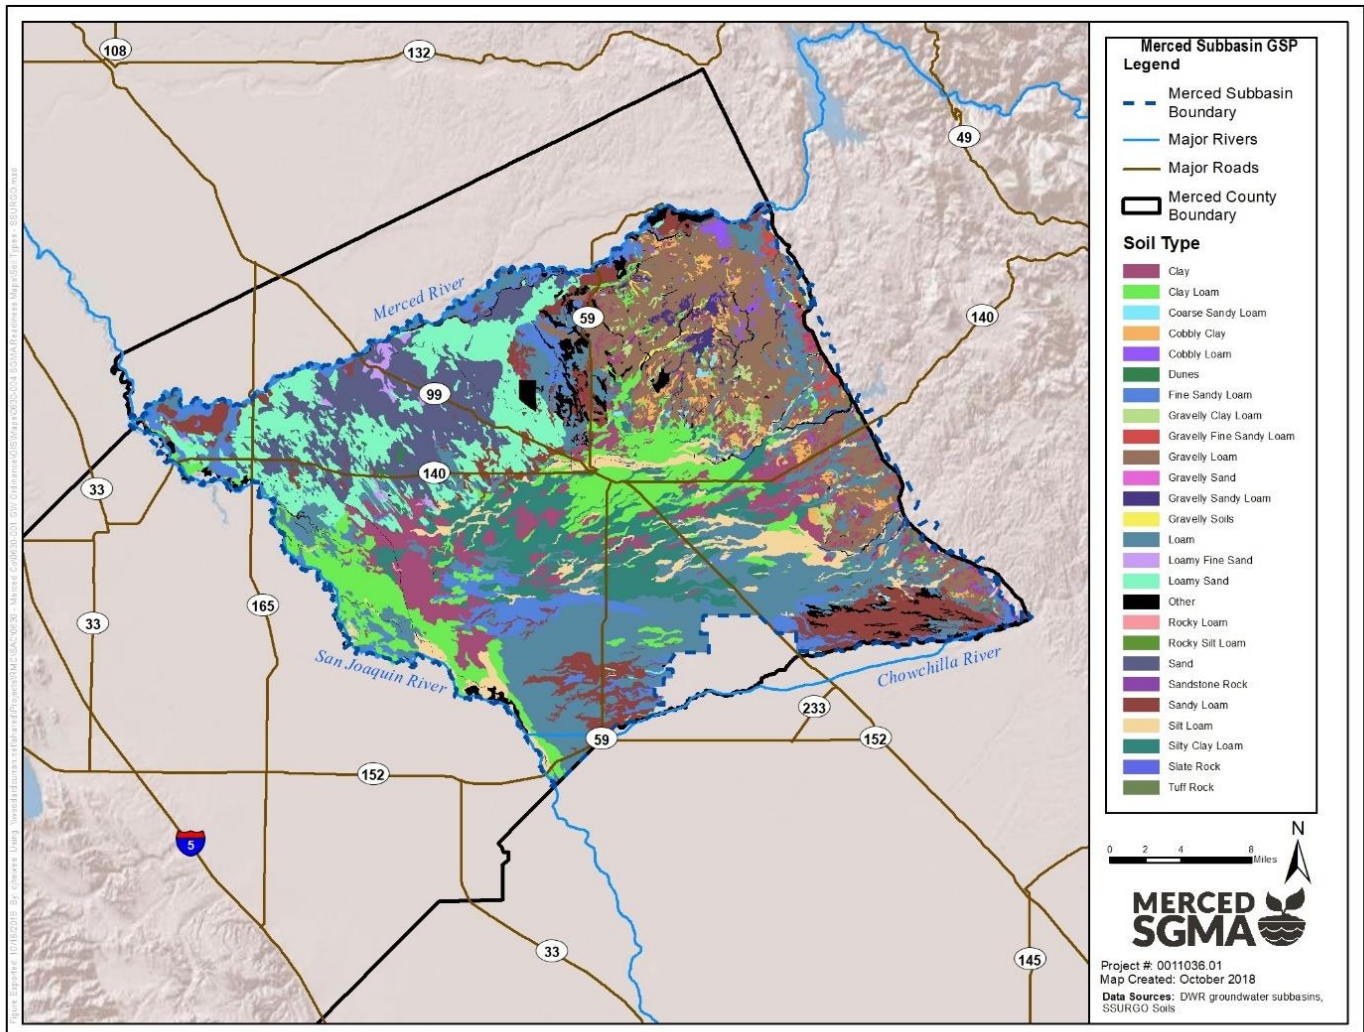 108
132
49
Merced River
59
140
99
140
33
165
33
San Joaquin River
Chowchilla River
233
59
152
152
5
33
145
Merced Subbasin GSP
Legend
Merced Subbasin
Boundary
Major Rivers
Major Roads
Merced County
Boundary
Soil Type
Clay
Clay Loam
Coarse Sandy Loam
Cobbly Clay
Cobbly Loam
Dunes
Fine Sandy Loam
Gravelly Clay Loam
Gravelly Fine Sandy Loam
Gravelly Loam
Gravelly Sand
Gravelly Sandy Loam
Gravelly Soils
Loam
Loamy Fine Sand
Loamy Sand
Other
Rocky Loam
Rocky Silt Loam
Sand
Sandstone Rock
Sandy Loam
Silt Loam
Silty Clay Loam
Slate Rock
Tuff Rock
N
0 2 4 8
Miles
MERCED
SGMA
Project #: 0011036.01
Map Created: October 2018
Data Sources: DWR groundwater subbasins,
SSURGO Soils